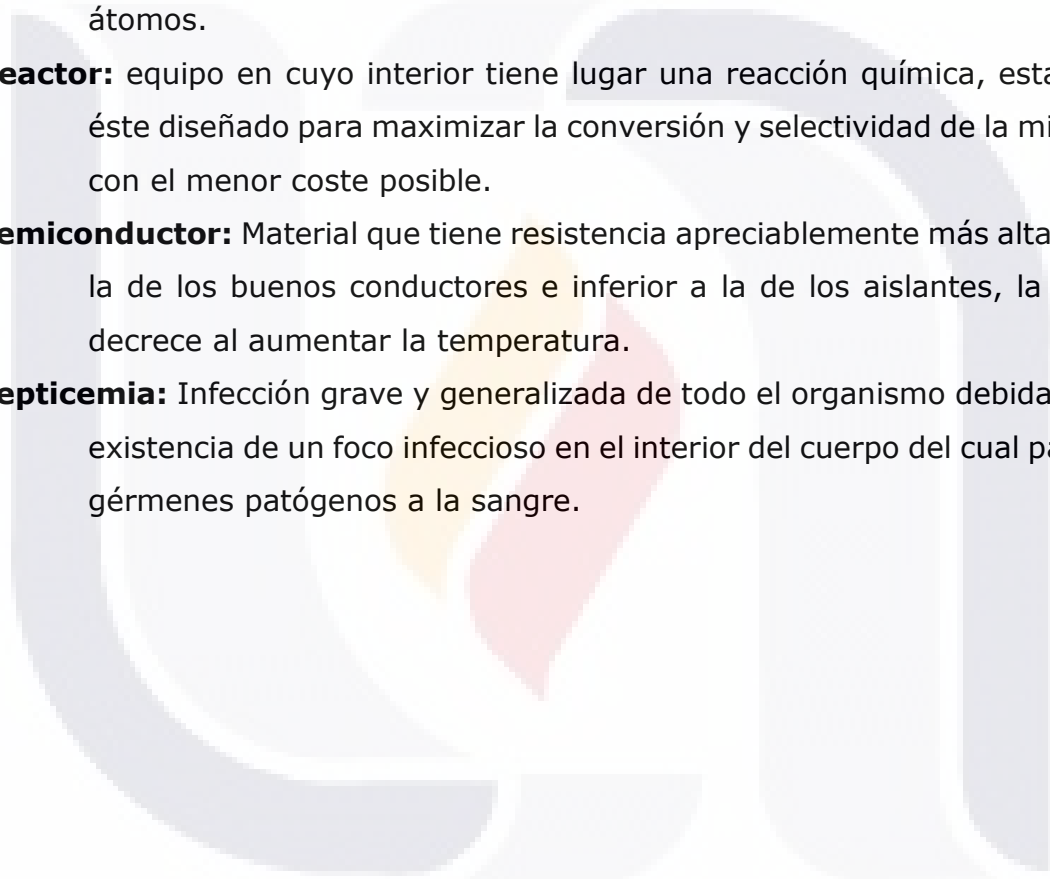 átomos.
eactor: equipo en cuyo interior tiene lugar una reacción química, esta
éste diseñado para maximizar la conversión y selectividad de la mi
con el menor coste posible.
emiconductor: Material que tiene resistencia apreciablemente más alta
la de los buenos conductores e inferior a la de los aislantes, la
decrece al aumentar la temperatura.
epticemia: Infección grave y generalizada de todo el organismo debida
existencia de un foco infeccioso en el interior del cuerpo del cual pa
gérmenes patógenos a la sangre.